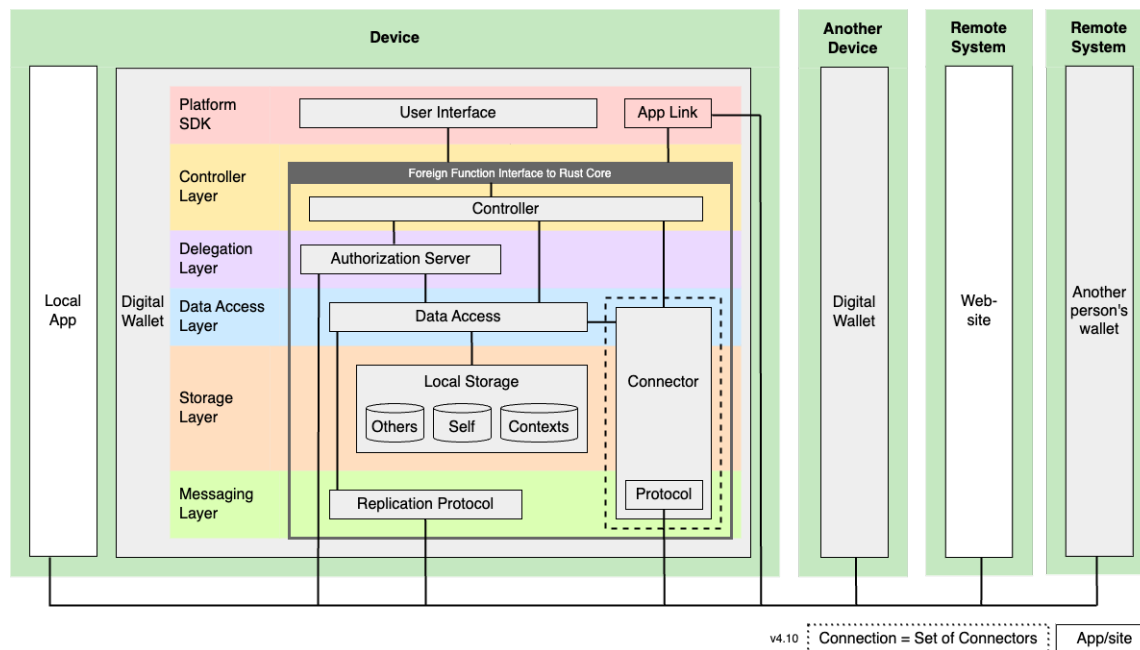 Device
Another
Device
Remote
System
Remote
System
Platform
SDK
User Interface
App Link
Controller
Layer
Foreign Function Interface to Rust Core
Controller
Delegation
Layer
Authorization Server
Local
App
Digital
Wallet
Data Access
Layer
Data Access
Storage
Layer
Local Storage
Others
Self
Contexts
Connector
Messaging
Layer
Replication Protocol
Protocol
Digital
Wallet
Web-
site
Another
person's
wallet
v4.10
Connection = Set of Connectors
App/site